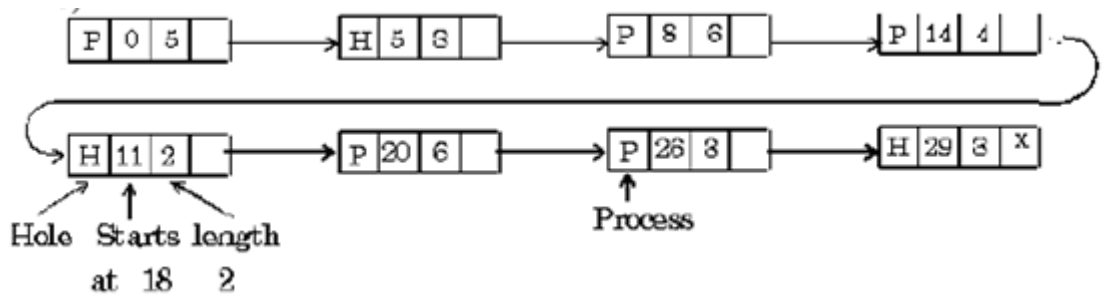 P 0 5 H 5 3 P 8 6 P 14 4
H 11 2 P 20 6 P 26 3 H 29 3 X
Hole Starts length Process
at 18 2